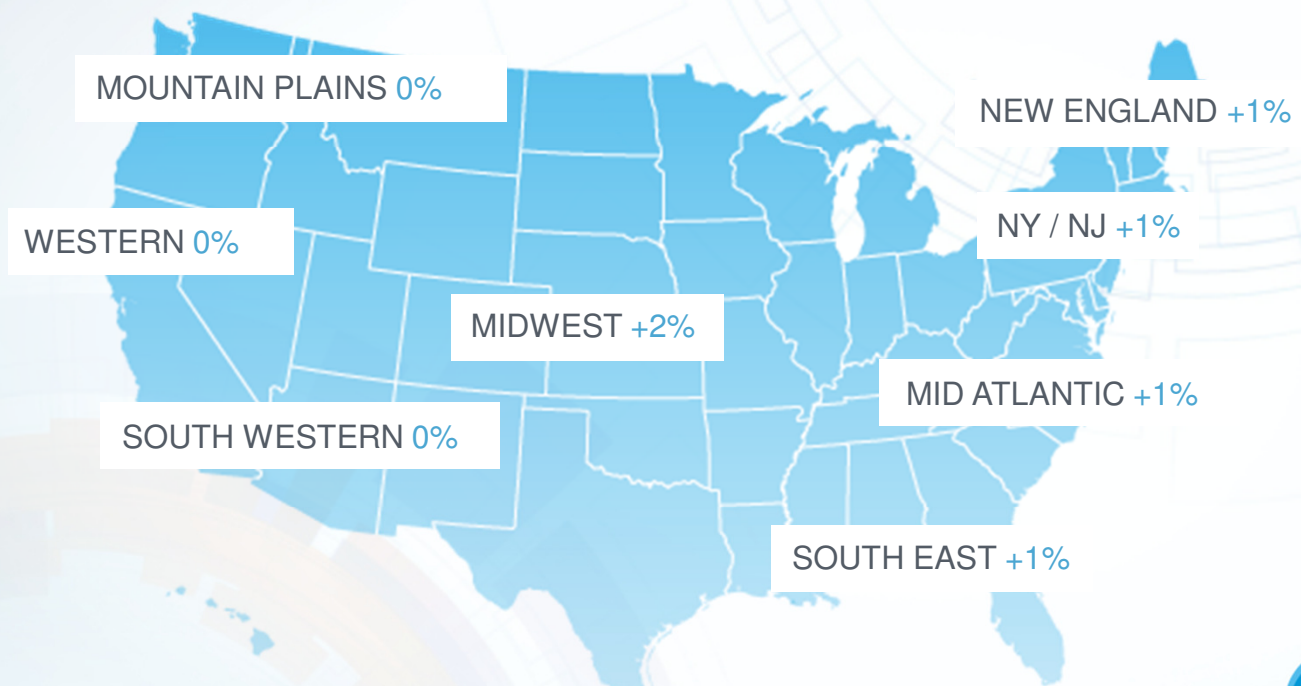 MOUNTAIN PLAINS 0%
NEW ENGLAND +1%
NY / NJ +1%
WESTERN 0%
MIDWEST +2%
MID ATLANTIC +1%
SOUTH WESTERN 0%
SOUTH EAST +1%